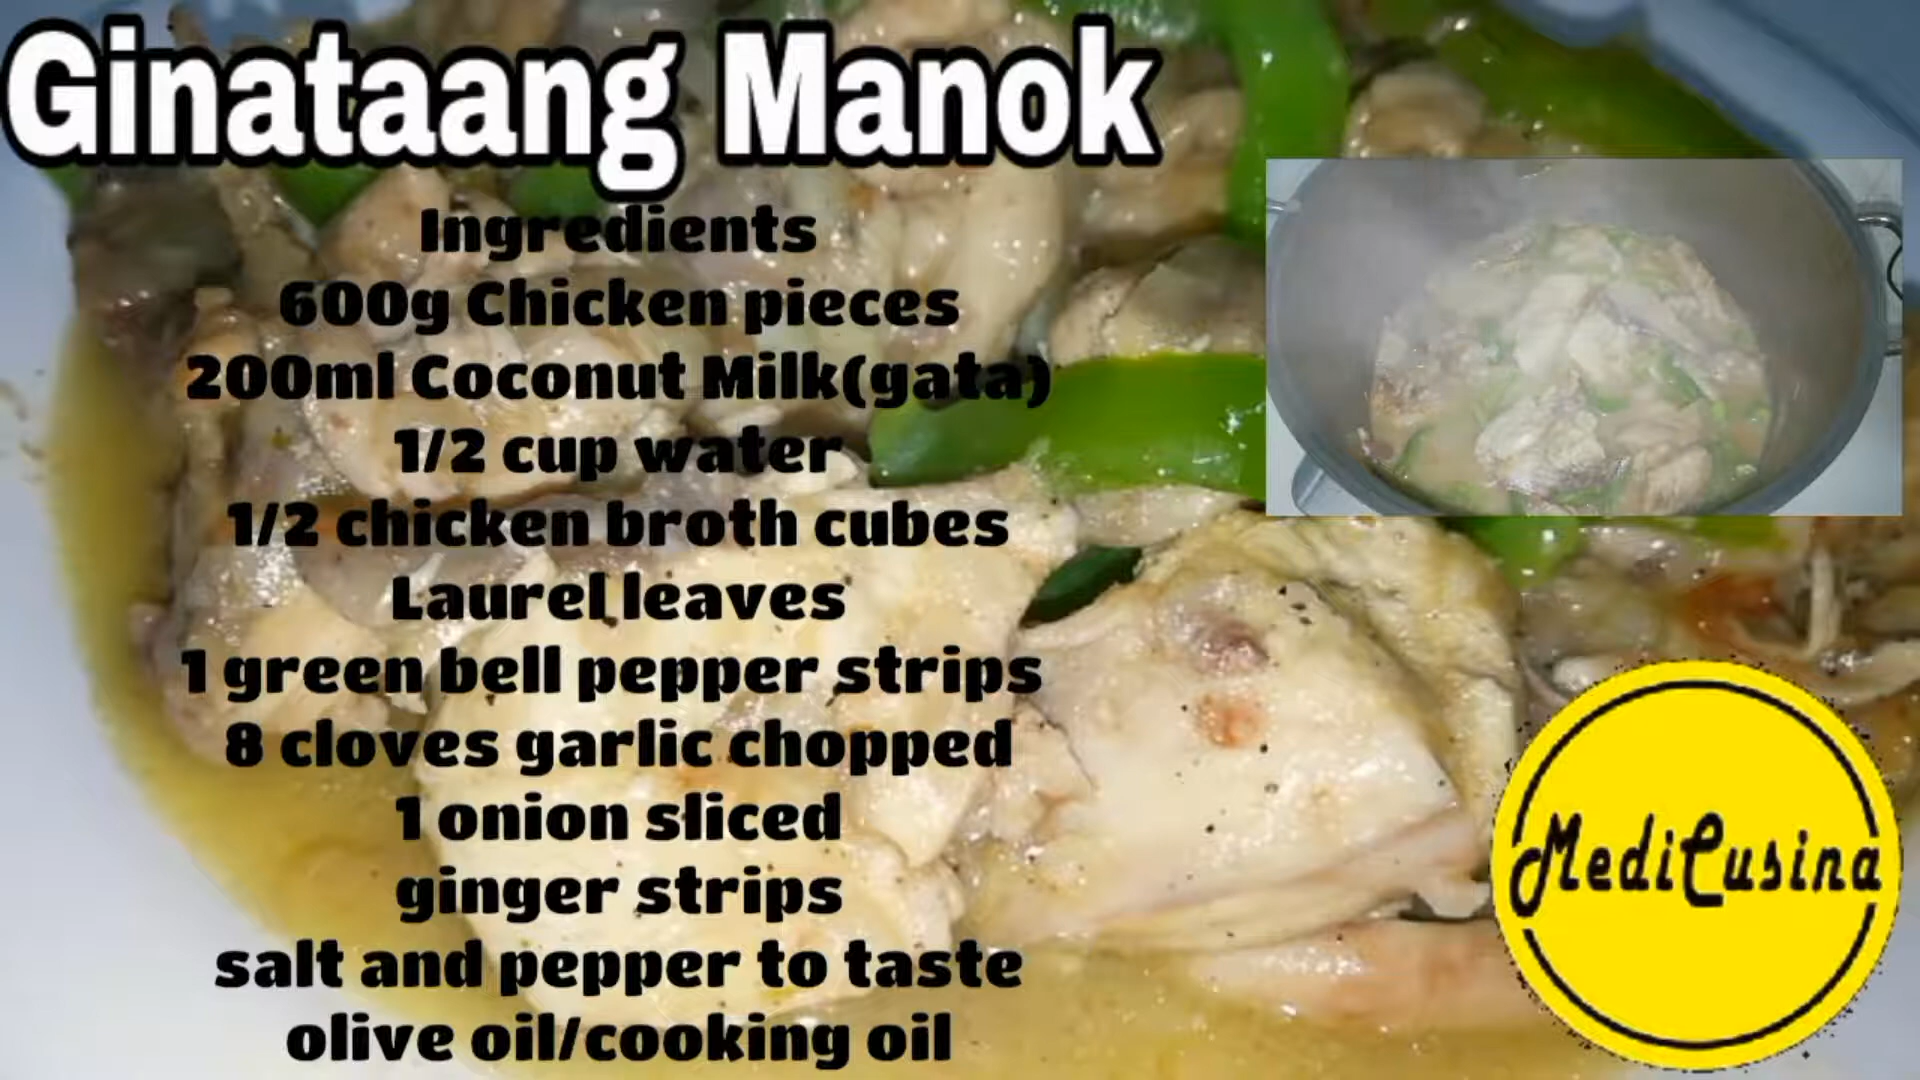 Ginataang Manok
Ingredients
600g Chicken pieces
200ml Coconut Milk(gata)
1/2 cup water
1/2 chicken broth cubes
Laurel leaves
1 green bell pepper strips
8 cloves garlic chopped
1 onion sliced
ginger strips
salt and pepper to taste
olive oil/cooking oil
MediCusina